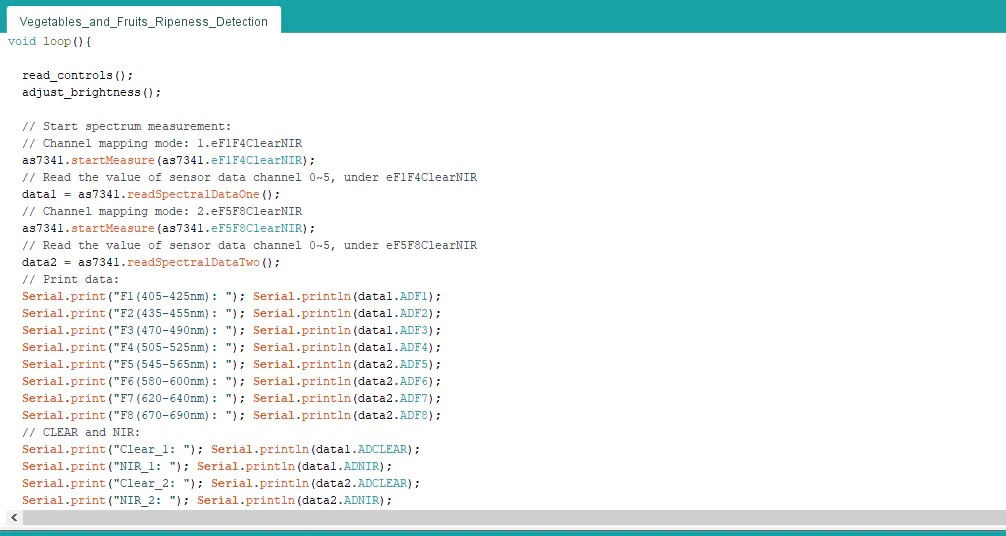 Vegetables_and_Fruits_Ripeness_Detection
void loop(){
read_controls();
adjust_brightness();
// Start spectrum measurement:
// Channel mapping mode: 1.eF1F4ClearNIR
as7341.startMeasure(as7341.eF1F4ClearNIR);
// Read the value of sensor data channel 0~5, under eF1F4ClearNIR
data1 = as7341.readSpectralDataOne();
// Channel mapping mode: 2.eF5F8ClearNIR
as7341.startMeasure(as7341.eF5F8ClearNIR);
// Read the value of sensor data channel 0~5, under eF5F8ClearNIR
data2 = as7341.readSpectralDataTwo();
// Print data:
Serial.print("F1(405-425nm): "); Serial.println(data1.ADF1);
Serial.print("F2(435-455nm): "); Serial.println(data1.ADF2);
Serial.print("F3(470-490nm): "); Serial.println(data1.ADF3);
Serial.print("F4(505-525nm): "); Serial.println(data1.ADF4);
Serial.print("F5(545-565nm): "); Serial.println(data2.ADF5);
Serial.print("F6(580-600nm): "); Serial.println(data2.ADF6);
Serial.print("F7(620-640nm): "); Serial.println(data2.ADF7);
Serial.print("F8(670-690nm): "); Serial.println(data2.ADF8);
// CLEAR and NIR:
Serial.print("Clear_1: "); Serial.println(data1.ADCLEAR);
Serial.print("NIR_1: "); Serial.println(data1.ADNIR);
Serial.print("Clear_2: "); Serial.println(data2.ADCLEAR);
Serial.print("NIR_2: "); Serial.println(data2.ADNIR);